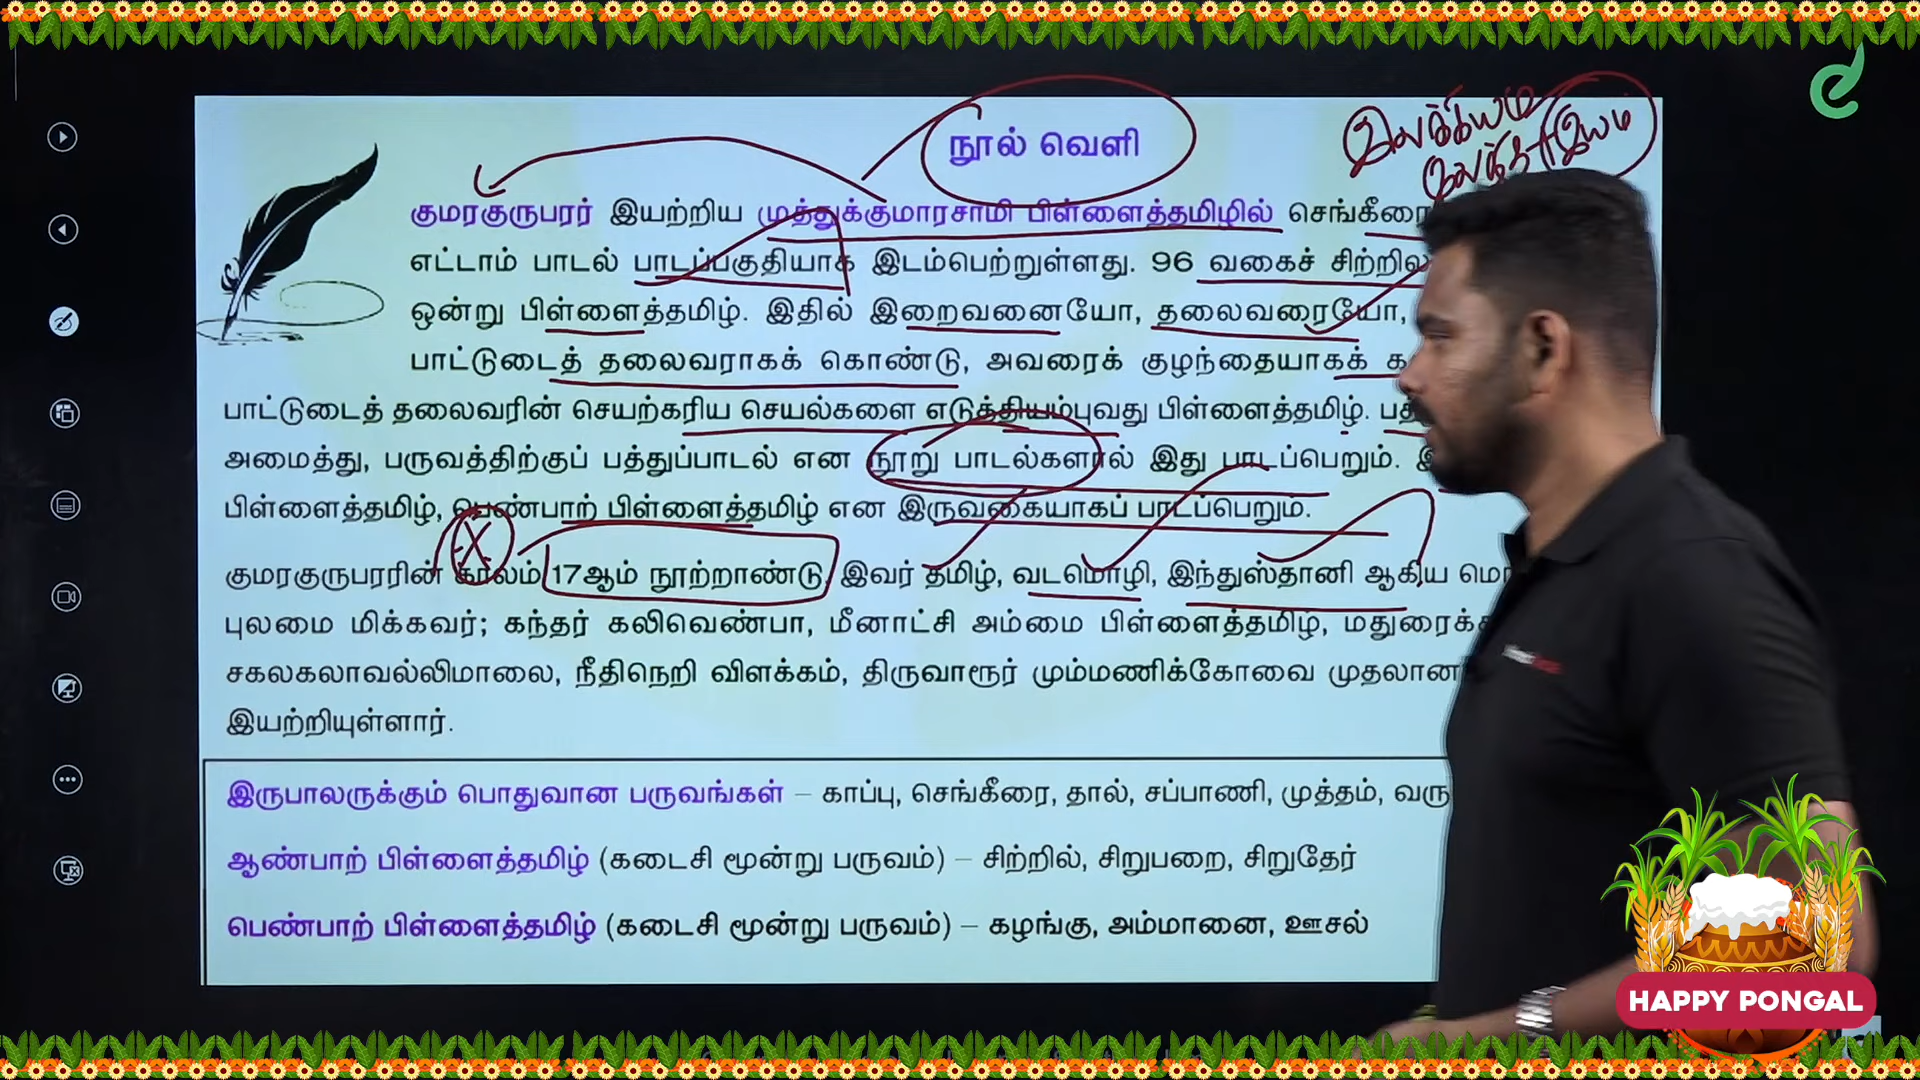 நூல் வெளி
குமரகுருபரர் இயற்றிய முத்துக்குமாரசாமி பிள்ளைத்தமிழில் செங்கீரை
எட்டாம் பாடல் பாடப்பகுதியாக இடம்பெற்றுள்ளது. 96 வகைச்
ஒன்று பிள்ளைத்தமிழ். இதில் இறைவனையோ, தலைவரையோ,
பாட்டுடைத் தலைவராகக் கொண்டு, அவரைக் குழந்தையாகக்
பாட்டுடைத் தலைவரின் செயற்கரிய செயல்களை எடுத்தியம்புவது பிள்ளைத்தமிழ்.
அமைத்து, பருவத்திற்குப் பத்துப்பாடல் என நூறு பாடல்களால் இது பாடப்பெறும்.
பிள்ளைத்தமிழ், பெண்பாற் பிள்ளைத்தமிழ் என இருவகையாகப் பாடப்பெறும்.
குமரகுருபரரின் காலம் 17ஆம் நூற்றாண்டு. இவர் தமிழ், வடமொழி, இந்துஸ்தானி ஆகிய
புலமை மிக்கவர்; கந்தர் கலிவெண்பா, மீனாட்சி அம்மை பிள்ளைத்தமிழ்,
சகலகலாவல்லிமாலை, நீதிநெறி விளக்கம், திருவாரூர் மும்மணிக்கோவை
இயற்றியுள்ளார்.
இருபாலருக்கும் பொதுவான பருவங்கள் – காப்பு, செங்கீரை, தால், சப்பாணி, முத்தம், வரு
ஆண்பாற் பிள்ளைத்தமிழ் (கடைசி மூன்று பருவம்) – சிற்றில், சிறுபறை, சிறுதேர்
பெண்பாற் பிள்ளைத்தமிழ் (கடைசி மூன்று பருவம்) – கழங்கு, அம்மானை, ஊசல்
HAPPY PONGAL